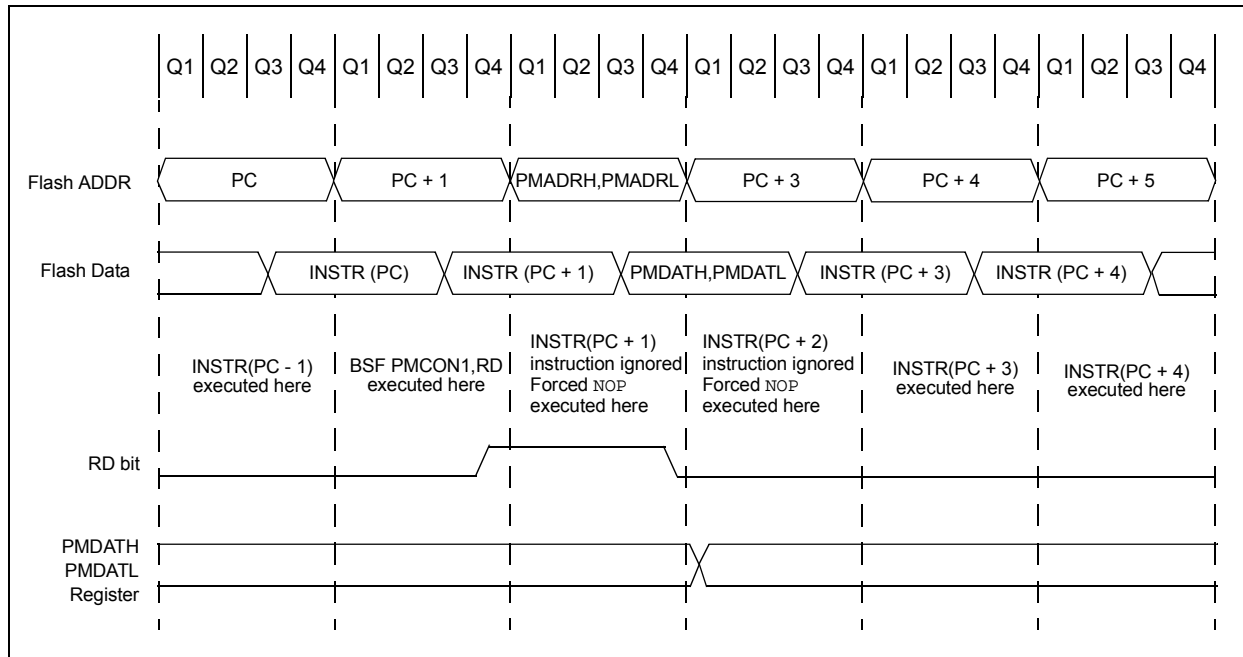 Q1 Q2 Q3 Q4 Q1 Q2 Q3 Q4 Q1 Q2 Q3 Q4 Q1 Q2 Q3 Q4 Q1 Q2 Q3 Q4 Q1 Q2 Q3 Q4
Flash ADDR PC PC + 1 PMADRH,PMADRL PC + 3 PC + 4 PC + 5
Flash Data INSTR (PC) INSTR (PC + 1) PMDATH,PMDATL INSTR (PC + 3) INSTR (PC + 4)
INSTR(PC - 1)
executed here
BSF PMCON1,RD
executed here
INSTR(PC + 1)
instruction ignored
Forced NOP
executed here
INSTR(PC + 2)
instruction ignored
Forced NOP
executed here
INSTR(PC + 3)
executed here
INSTR(PC + 4)
executed here
RD bit
PMDATH
PMDATL
Register